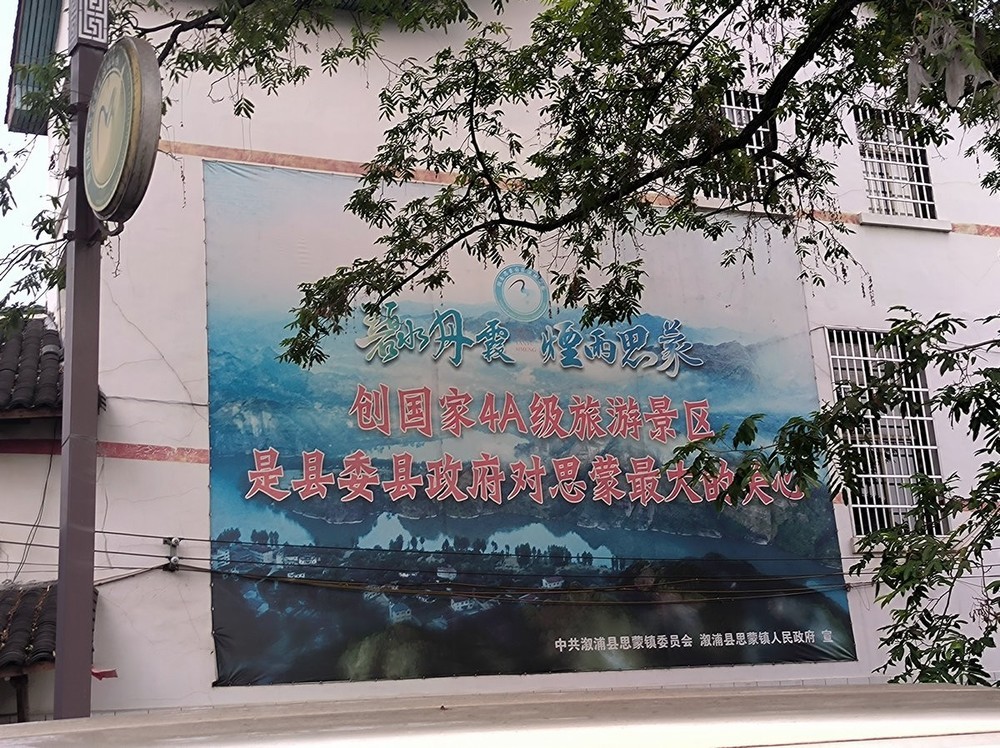 碧水丹霞 烟雨思蒙
创国家4A级旅游景区
是县委县政府对思蒙最大的关心
中共溆浦县思蒙镇委员会 溆浦县思蒙镇人民政府 宣